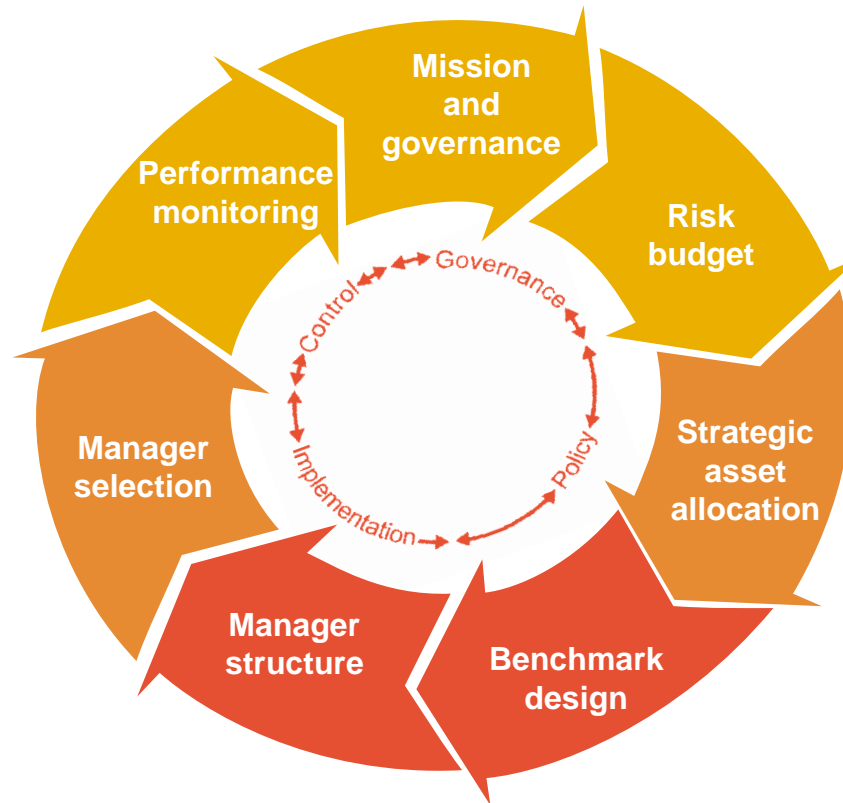 Mission
and
governance
Risk
budget
Strategic
asset
allocation
Benchmark
design
Manager
structure
Manager
selection
Performance
monitoring
Governance
Policy
Implementation
Control